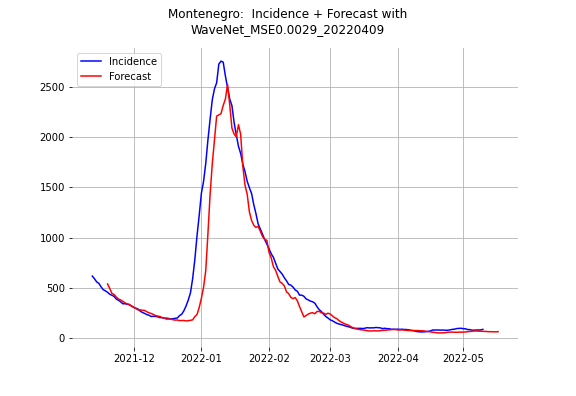 Montenegro:  Incidence + Forecast with
WaveNet_MSE0.0029_20220409
Incidence
Forecast
2500
2000
1500
1000
500
0
2021-12 2022-01 2022-02 2022-03 2022-04 2022-05